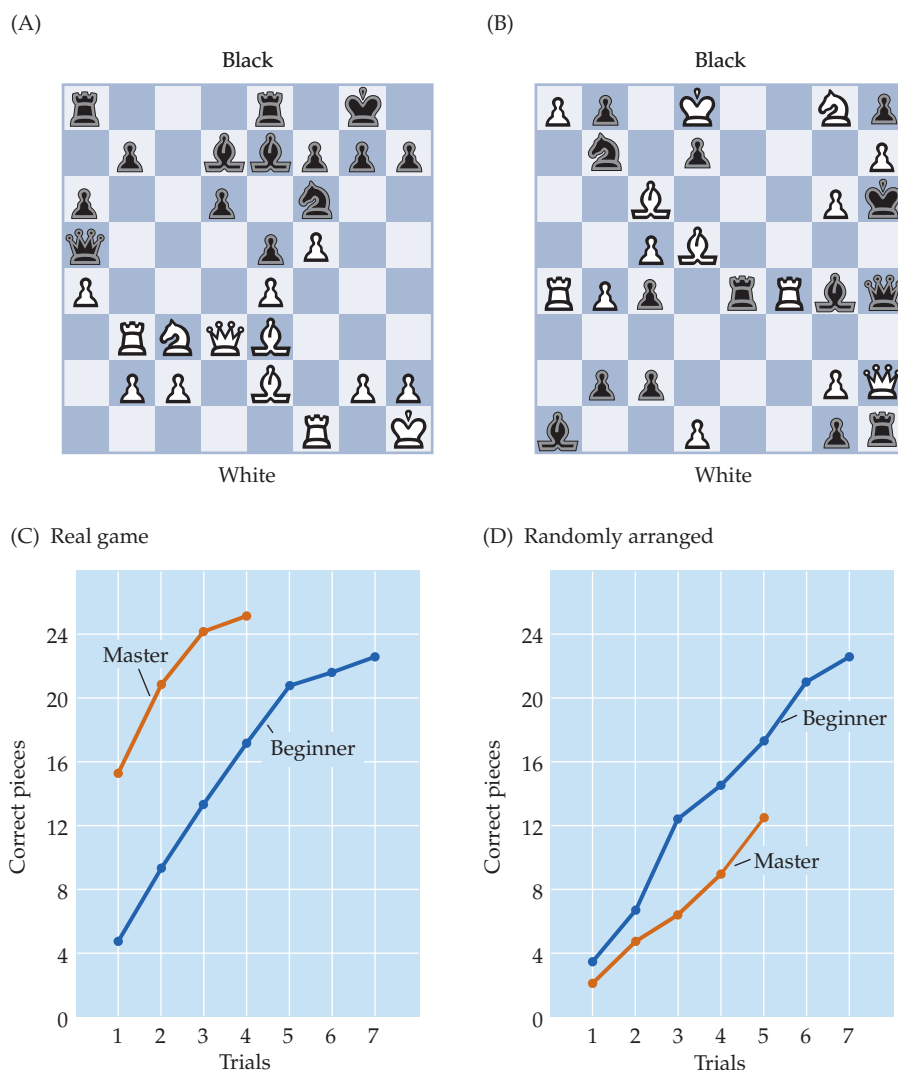 (A)
(B)
Black
Black
White
White
(C) Real game
(D) Randomly arranged
Correct pieces
24
20
16
12
8
4
0
Master
Beginner
1 2 3 4 5 6 7
Trials
Correct pieces
24
20
16
12
8
4
0
Beginner
Master
1 2 3 4 5 6 7
Trials